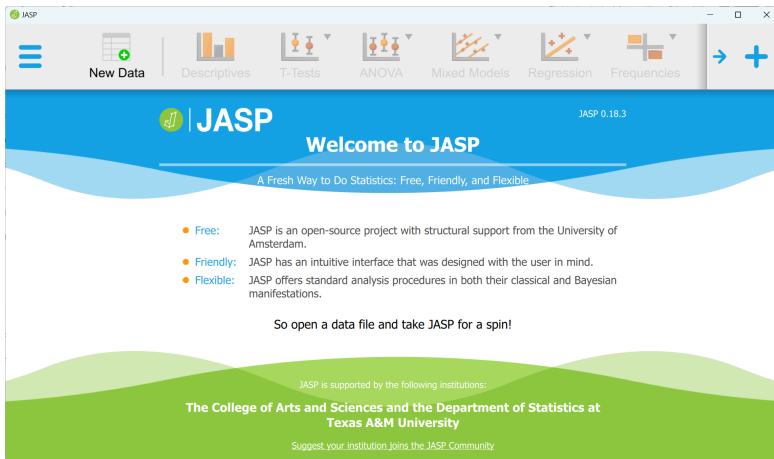 JASP
New Data
Descriptives
T-Tests
ANOVA
Mixed Models
Regression
Frequencies
JASP
JASP 0.18.3
Welcome to JASP
A Fresh Way to Do Statistics: Free, Friendly, and Flexible
Free: JASP is an open-source project with structural support from the University of
Amsterdam.
Friendly: JASP has an intuitive interface that was designed with the user in mind.
Flexible: JASP offers standard analysis procedures in both their classical and Bayesian
manifestations.
So open a data file and take JASP for a spin!
JASP is supported by the following institutions:
The College of Arts and Sciences and the Department of Statistics at
Texas A&M University
Suggest your institution joins the JASP Community